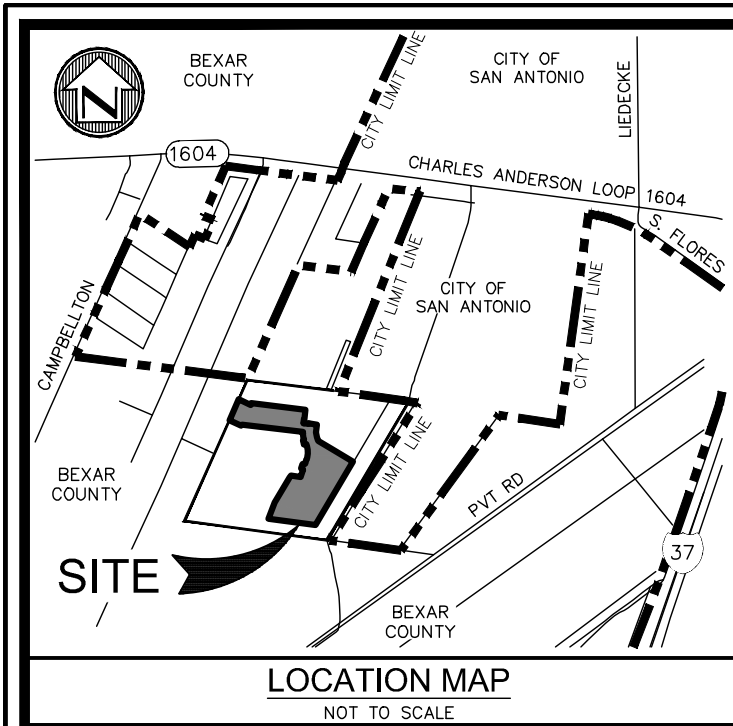 BEXAR
COUNTY
CITY OF
SAN ANTONIO
CITY LIMIT LINE
LIEDECKE
N
1604
CHARLES ANDERSON LOOP 1604
S. FLORES
CAMPBELLTON
CITY LIMIT LINE
CITY OF
SAN ANTONIO
CITY LIMIT LINE
CITY LIMIT LINE
BEXAR
COUNTY
PVT RD
37
SITE
BEXAR
COUNTY
LOCATION MAP
NOT TO SCALE